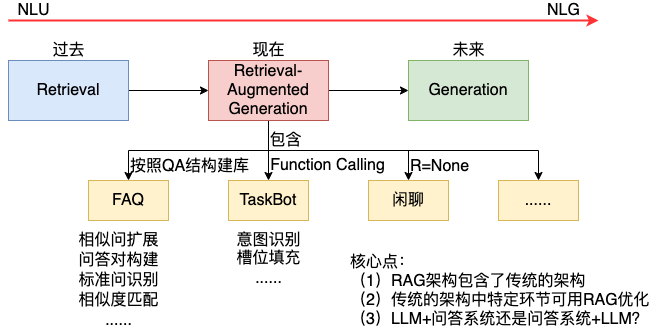 NLU
NLG
过去
现在
未来
Retrieval
Retrieval-
Augmented
Generation
Generation
包含
按照QA结构建库
Function Calling
R=None
FAQ
TaskBot
闲聊
......
相似问扩展
问答对构建
标准问识别
相似度匹配
......
意图识别
槽位填充
......
核心点：
（1）RAG架构包含了传统的架构
（2）传统的架构中特定环节可用RAG优化
（3）LLM+问答系统还是问答系统+LLM?